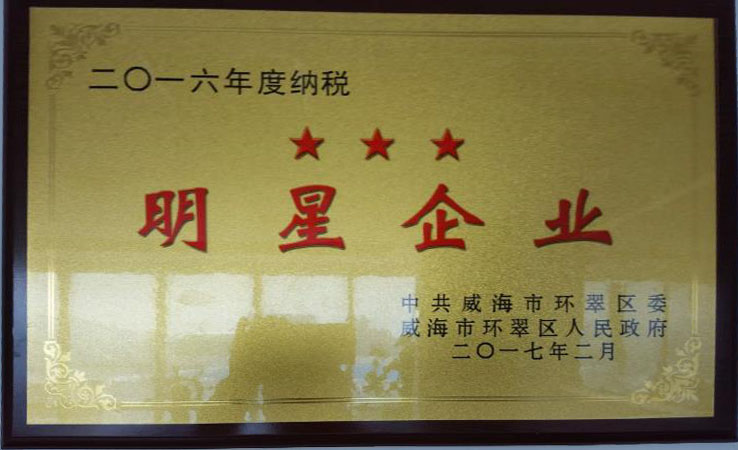 二〇一六年度纳税
★ ★ ★
明星企业
中共威海市环翠区委
威海市环翠区人民政府
二〇一七年二月